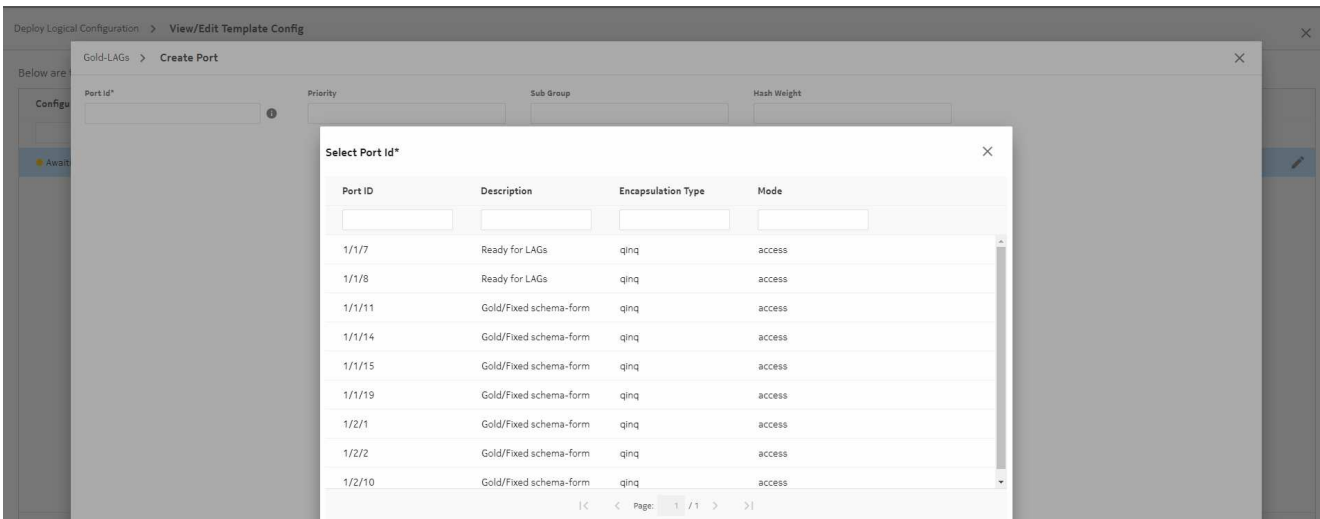 Deploy Logical Configuration > View/Edit Template Config
Gold-LAGs > Create Port
Below are
Port Id* Priority Sub Group Hash Weight
Configu
Select Port Id*
Await
Port ID Description Encapsulation Type Mode
1/1/7 Ready for LAGs qinq access
1/1/8 Ready for LAGs qinq access
1/1/11 Gold/Fixed schema-form qinq access
1/1/14 Gold/Fixed schema-form qinq access
1/1/15 Gold/Fixed schema-form qinq access
1/1/19 Gold/Fixed schema-form qinq access
1/2/1 Gold/Fixed schema-form qinq access
1/2/2 Gold/Fixed schema-form qinq access
1/2/10 Gold/Fixed schema-form qinq access
|< < Page: 1 / 1 > >|